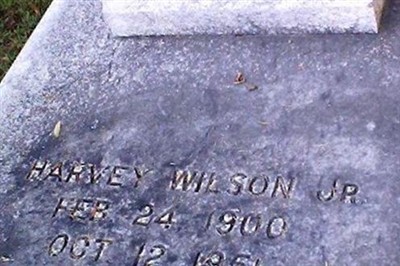 HARVEY WILSON JR.
FEB 24 1900
OCT 12